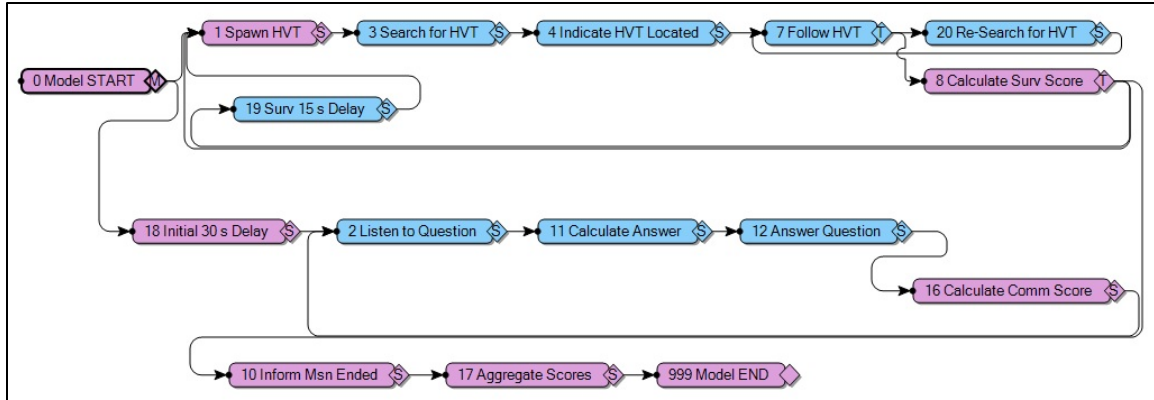 1 Spawn HVT S
3 Search for HVT S
4 Indicate HVT Located S
7 Follow HVT T
20 Re-Search for HVT S
0 Model START M
8 Calculate Surv Score T
19 Surv 15 s Delay S
18 Initial 30 s Delay S
2 Listen to Question S
11 Calculate Answer S
12 Answer Question S
16 Calculate Comm Score S
10 Inform Msn Ended S
17 Aggregate Scores S
999 Model END